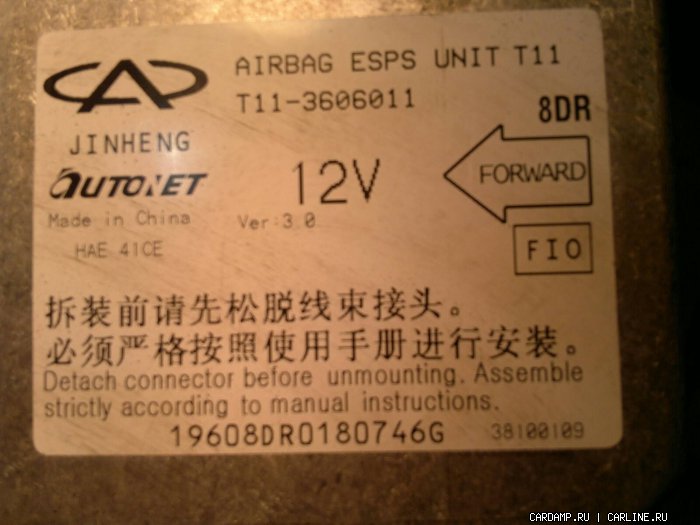 AIRBAG ESPS UNIT T11
T11-3606011
8DR
JINHENG
AUTONET
12V
FORWARD
Made in China
Ver:3.0
HAE 41CE
FIO
拆装前请先松脱线束接头。
必须严格按照使用手册进行安装。
Detach connector before unmounting. Assemble
strictly according to manual instructions.
19608DR0180746G
38100109
CARDAMP.RU | CARLINE.RU